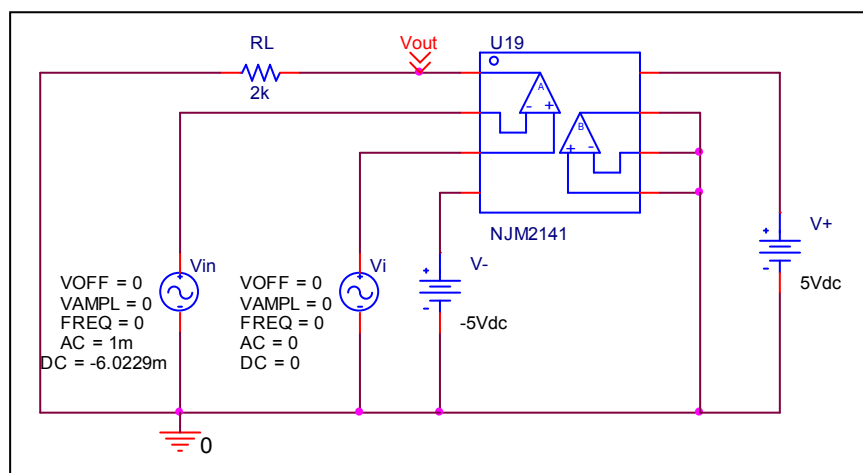 Vout
RL
2k
U19
A
- +
B
+ -
NJM2141
Vin
VOFF = 0
VAMPL = 0
FREQ = 0
AC = 1m
DC = -6.0229m
Vi
VOFF = 0
VAMPL = 0
FREQ = 0
AC = 0
DC = 0
V-
+
-
-5Vdc
V+
+
-
5Vdc
0